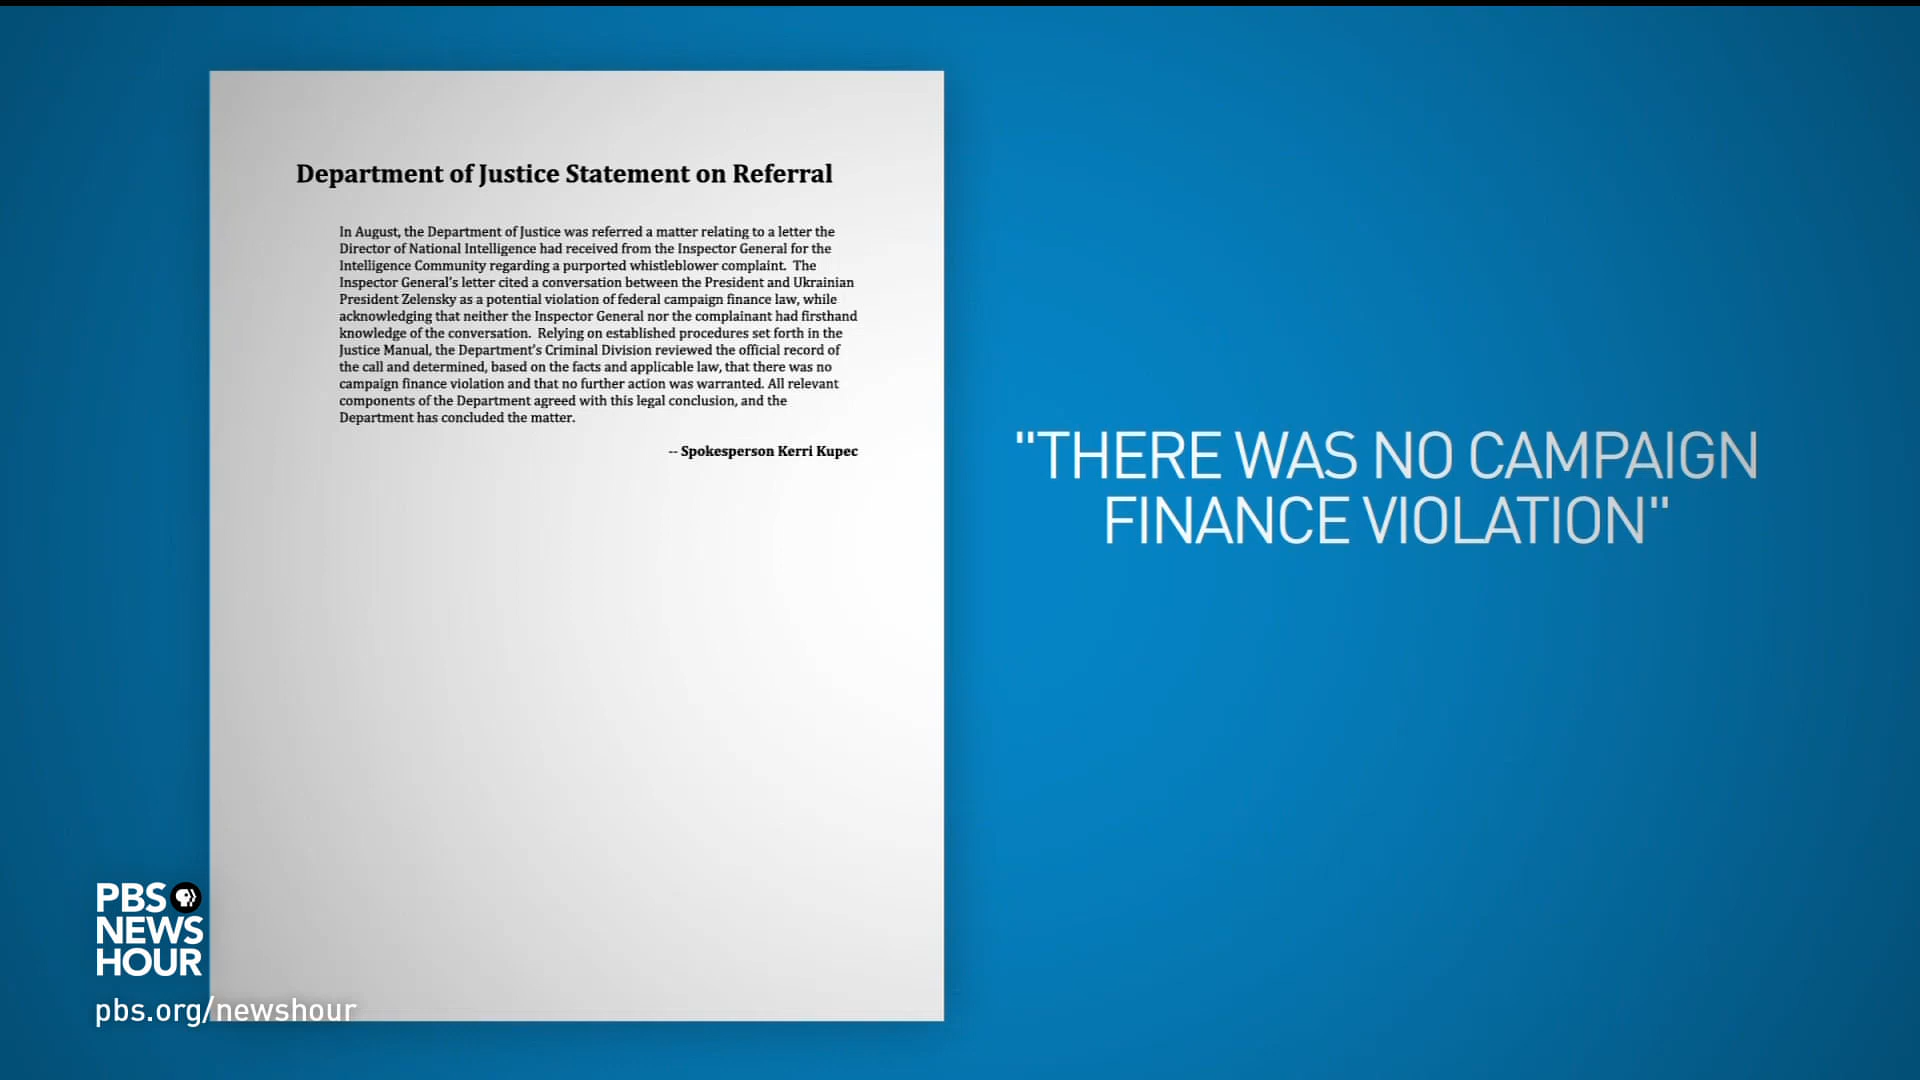 Department of Justice Statement on Referral
In August, the Department of Justice was referred a matter relating to a letter the
Director of National Intelligence had received from the Inspector General for the
Intelligence Community regarding a purported whistleblower complaint.  The
Inspector General's letter cited a conversation between the President and Ukrainian
President Zelensky as a potential violation of federal campaign finance law, while
acknowledging that neither the Inspector General nor the complainant had firsthand
knowledge of the conversation.  Relying on established procedures set forth in the
Justice Manual, the Department's Criminal Division reviewed the official record of
the call and determined, based on the facts and applicable law, that there was no
campaign finance violation and that no further action was warranted. All relevant
components of the Department agreed with this legal conclusion, and the
Department has concluded the matter.
-- Spokesperson Kerri Kupec
"THERE WAS NO CAMPAIGN
FINANCE VIOLATION"
PBS
NEWS
HOUR
pbs.org/newshour